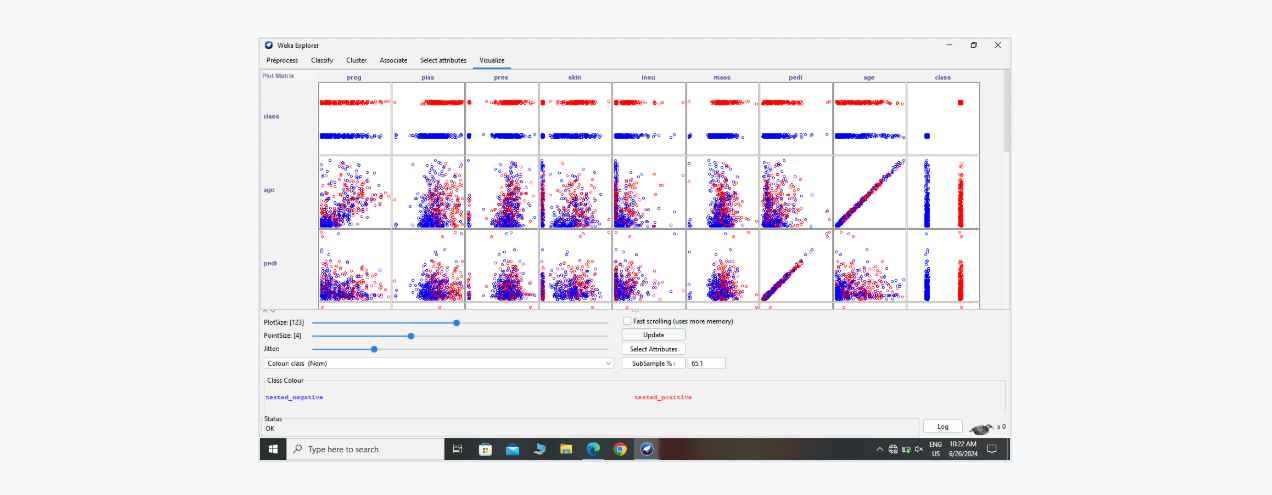 Weka Explorer
Preprocess Classify Cluster Associate Select attributes Visualize
Plot Matrix preg plas pres skin insu mass pedi age class
class
age
pedi
PlotSize: [123]
Fast scrolling (uses more memory)
PointSize: [4]
Update
Jitter:
Select Attributes
Colour: class (Nom)
SubSample % : 65.1
Class Colour
tested_negative tested_positive
Status
OK
Log x 0
Type here to search
ENG 10:22 AM
US 6/26/2024